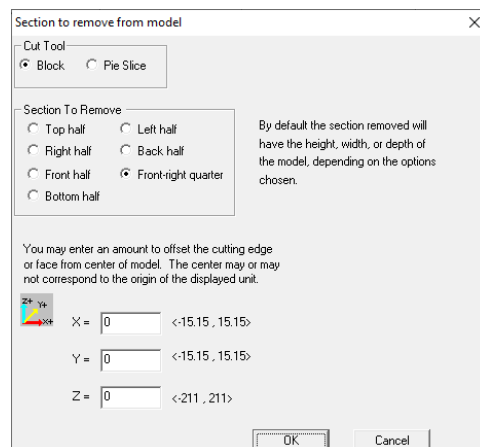 Section to remove from model
Cut Tool
Block Pie Slice
Section To Remove
Top half Left half
Right half Back half
Front half Front-right quarter
Bottom half
By default the section removed will
have the height, width, or depth of
the model, depending on the options
chosen.
You may enter an amount to offset the cutting edge
or face from center of model. The center may or may
not correspond to the origin of the displayed unit.
Z+ Y+
X+
X = 0 <-15.15 , 15.15>
Y = 0 <-15.15 , 15.15>
Z = 0 <-211 , 211>
OK Cancel